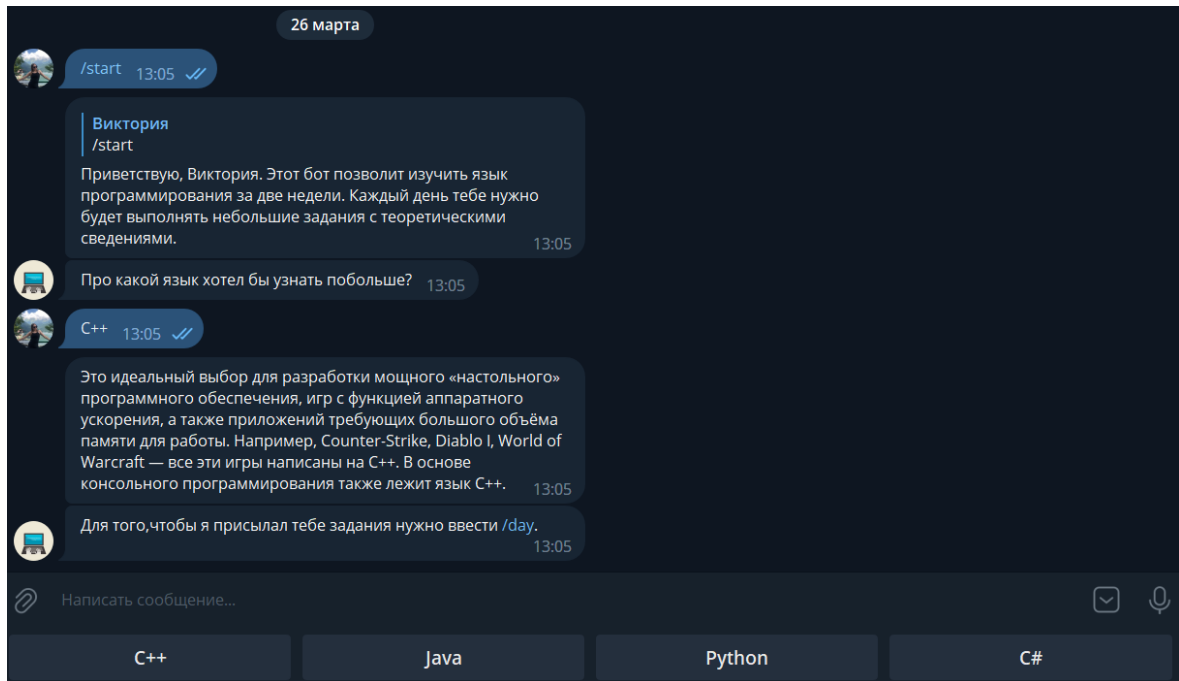 26 марта
/start 13:05
Виктория
/start
Приветствую, Виктория. Этот бот позволит изучить язык
программирования за две недели. Каждый день тебе нужно
будет выполнять небольшие задания с теоретическими
сведениями.
13:05
Про какой язык хотел бы узнать побольше? 13:05
C++ 13:05
Это идеальный выбор для разработки мощного «настольного»
программного обеспечения, игр с функцией аппаратного
ускорения, а также приложений требующих большого объёма
памяти для работы. Например, Counter-Strike, Diablo I, World of
Warcraft — все эти игры написаны на C++. В основе
консольного программирования также лежит язык C++. 13:05
Для того,чтобы я присылал тебе задания нужно ввести /day.
13:05
Написать сообщение...
C++ Java Python C#